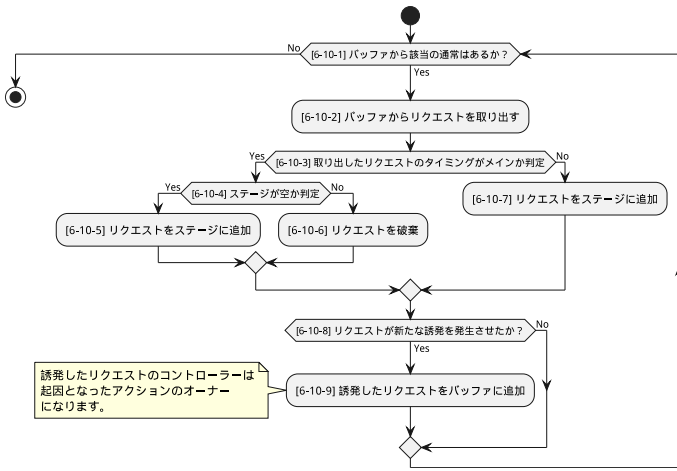 No
[6-10-1] バッファから該当の通常はあるか？
Yes
[6-10-2] バッファからリクエストを取り出す
Yes
[6-10-3] 取り出したリクエストのタイミングがメインか判定
No
Yes
[6-10-4] ステージが空か判定
No
[6-10-7] リクエストをステージに追加
[6-10-5] リクエストをステージに追加
[6-10-6] リクエストを破棄
[6-10-8] リクエストが新たな誘発を発生させたか？
No
Yes
誘発したリクエストのコントローラーは
起因となったアクションのオーナー
になります。
[6-10-9] 誘発したリクエストをバッファに追加